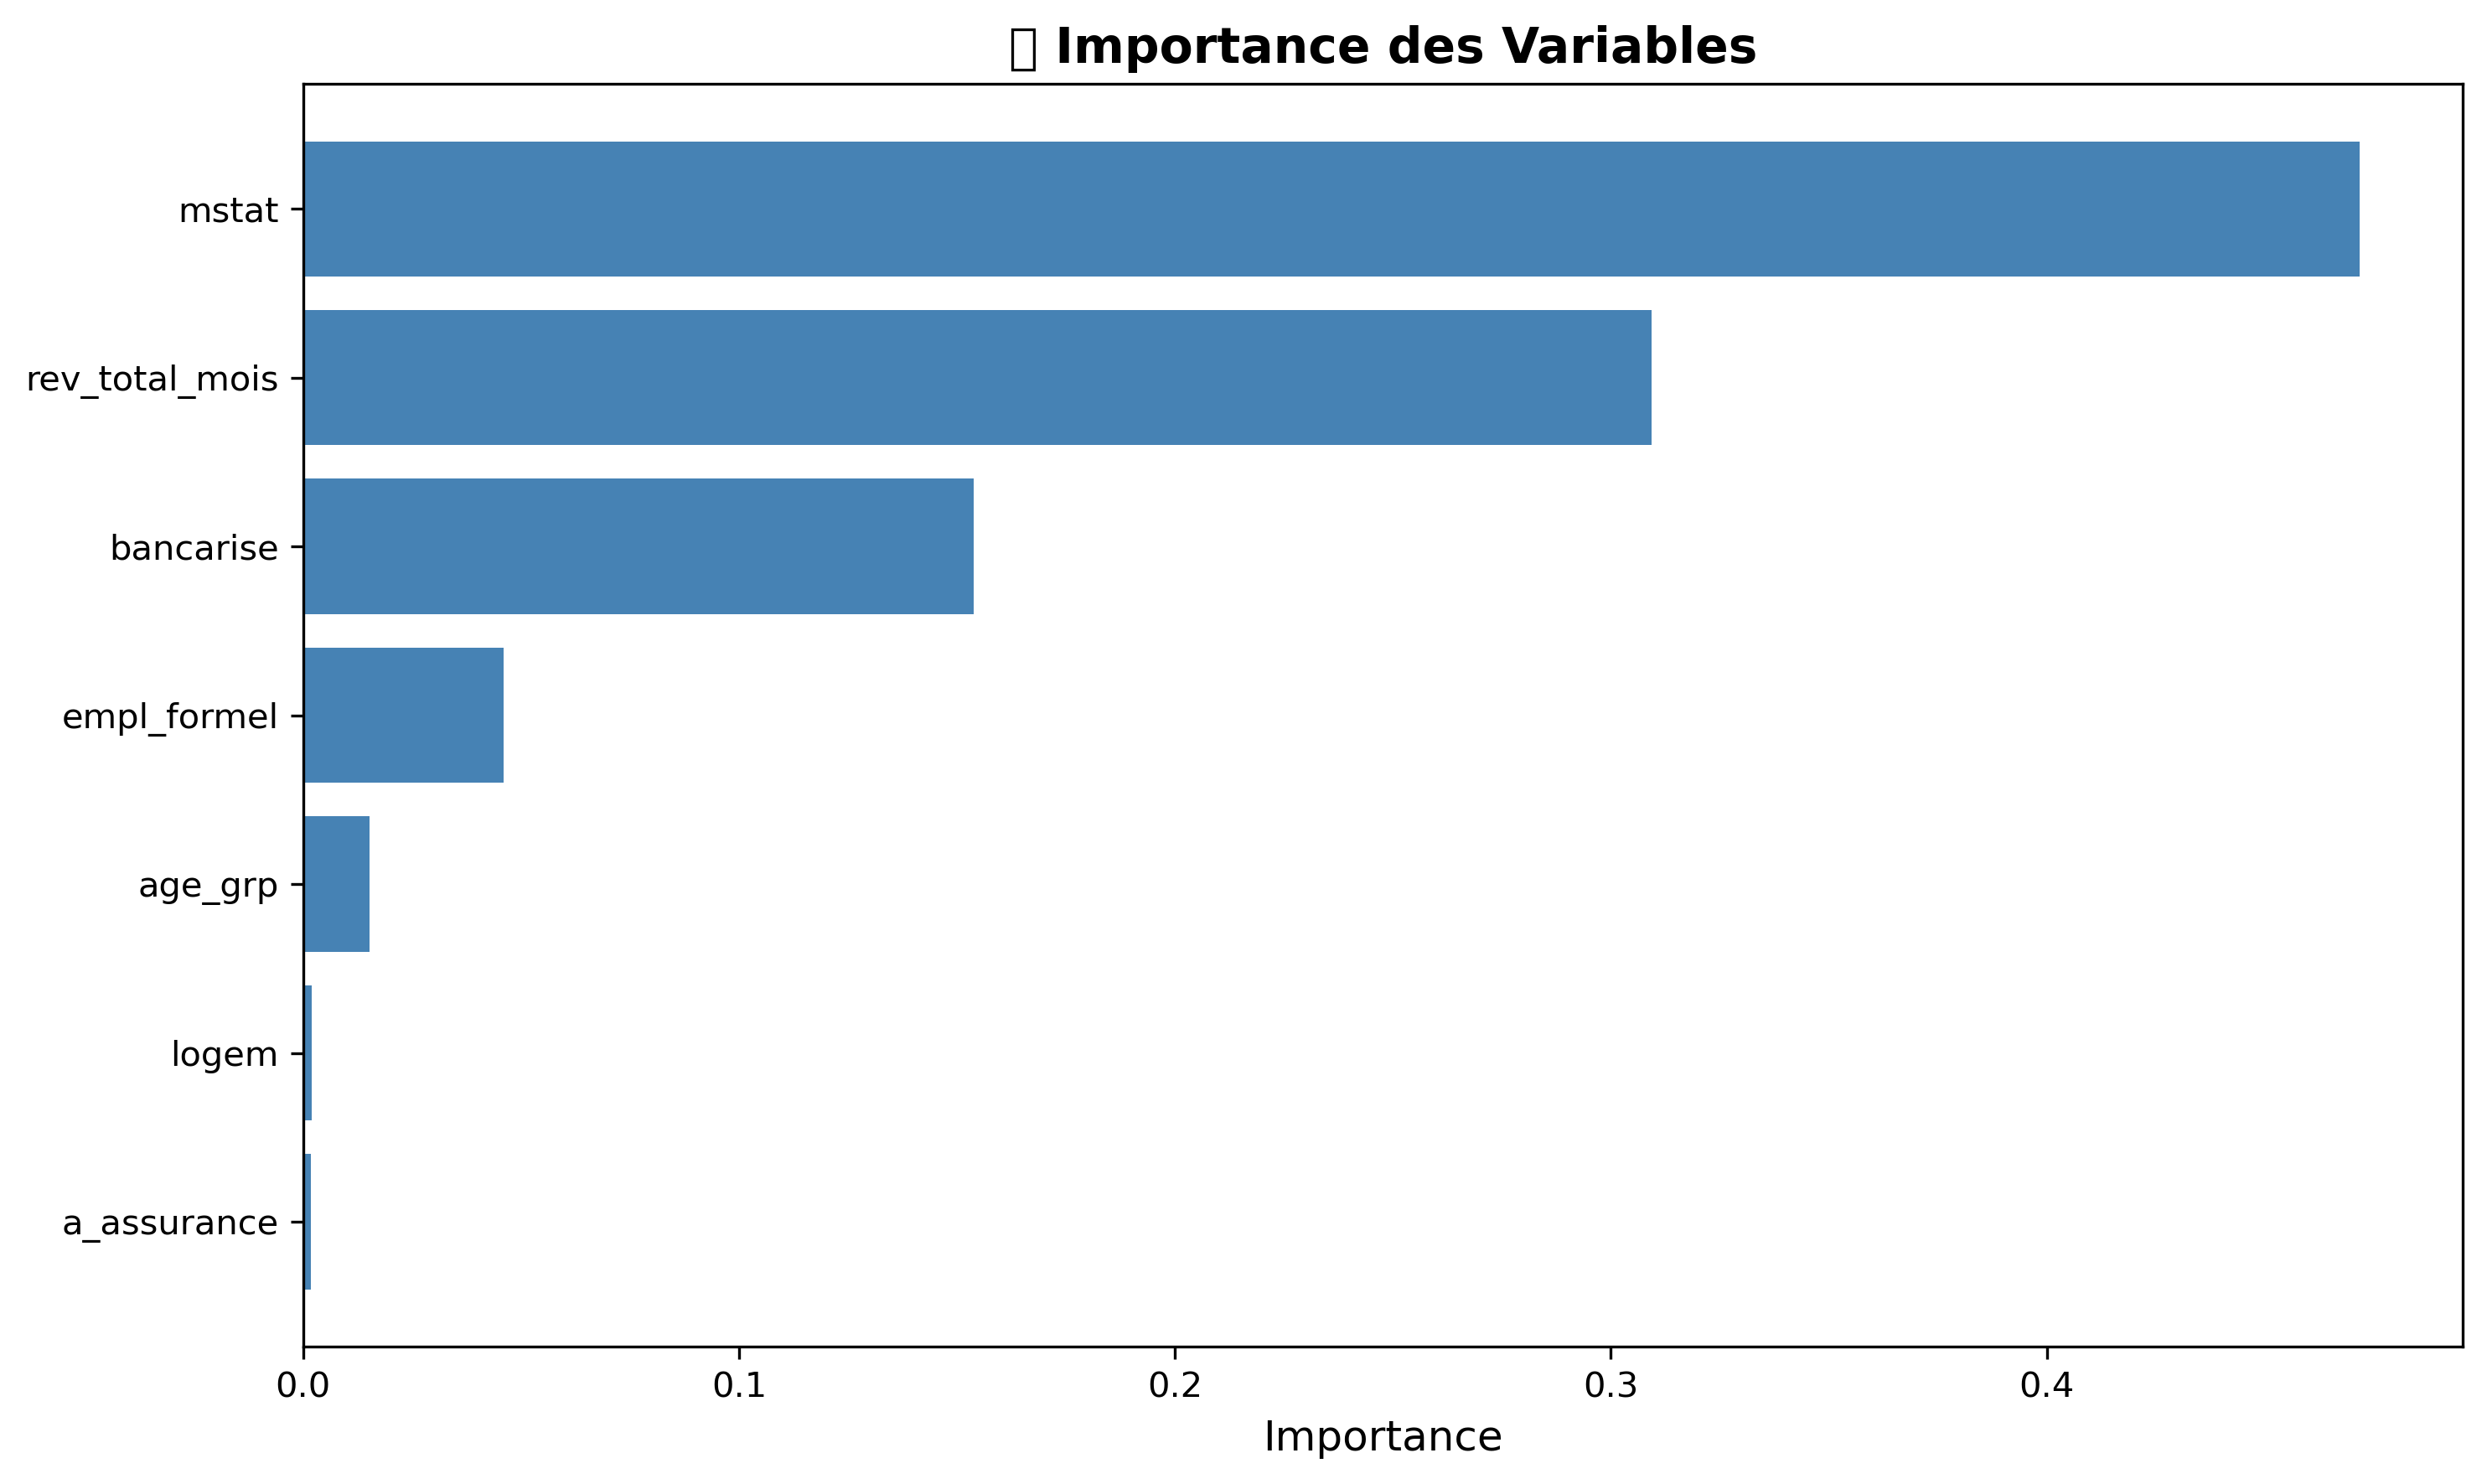 Importance des Variables
mstat
rev_total_mois
bancarise
empl_formel
age_grp
logem
a_assurance
0.0 0.1 0.2 0.3 0.4
Importance